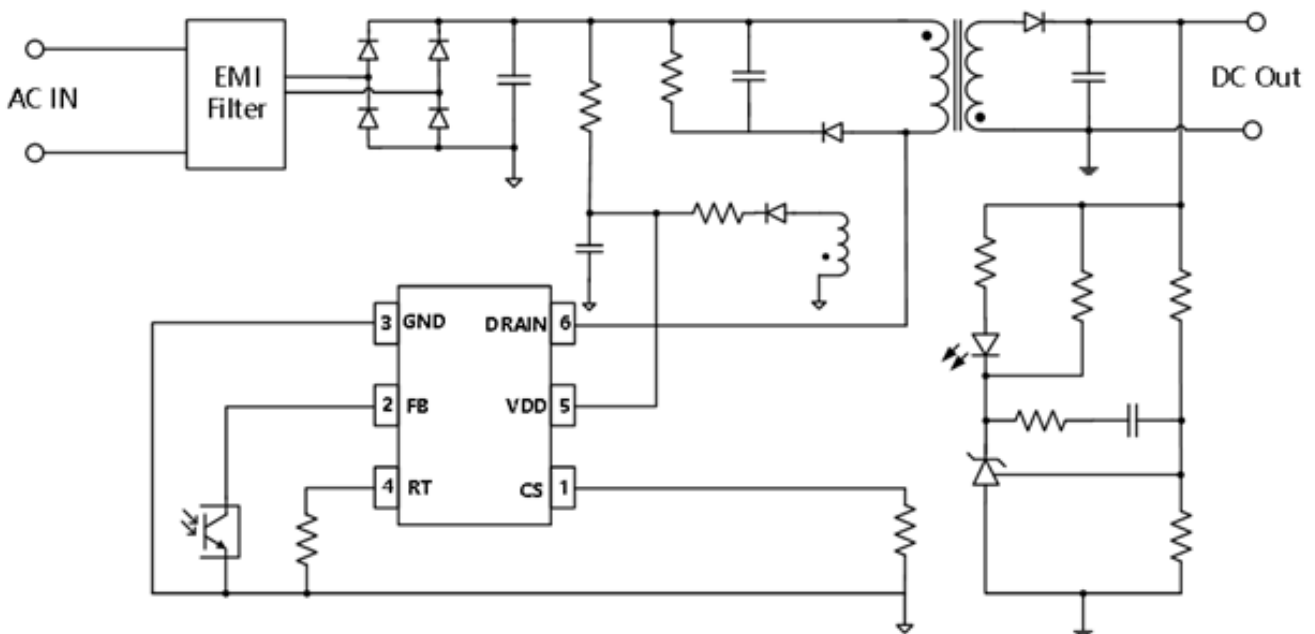 AC IN
EMI
Filter
DC Out
3 GND DRAIN 6
2 FB VDD 5
4 RT CS 1